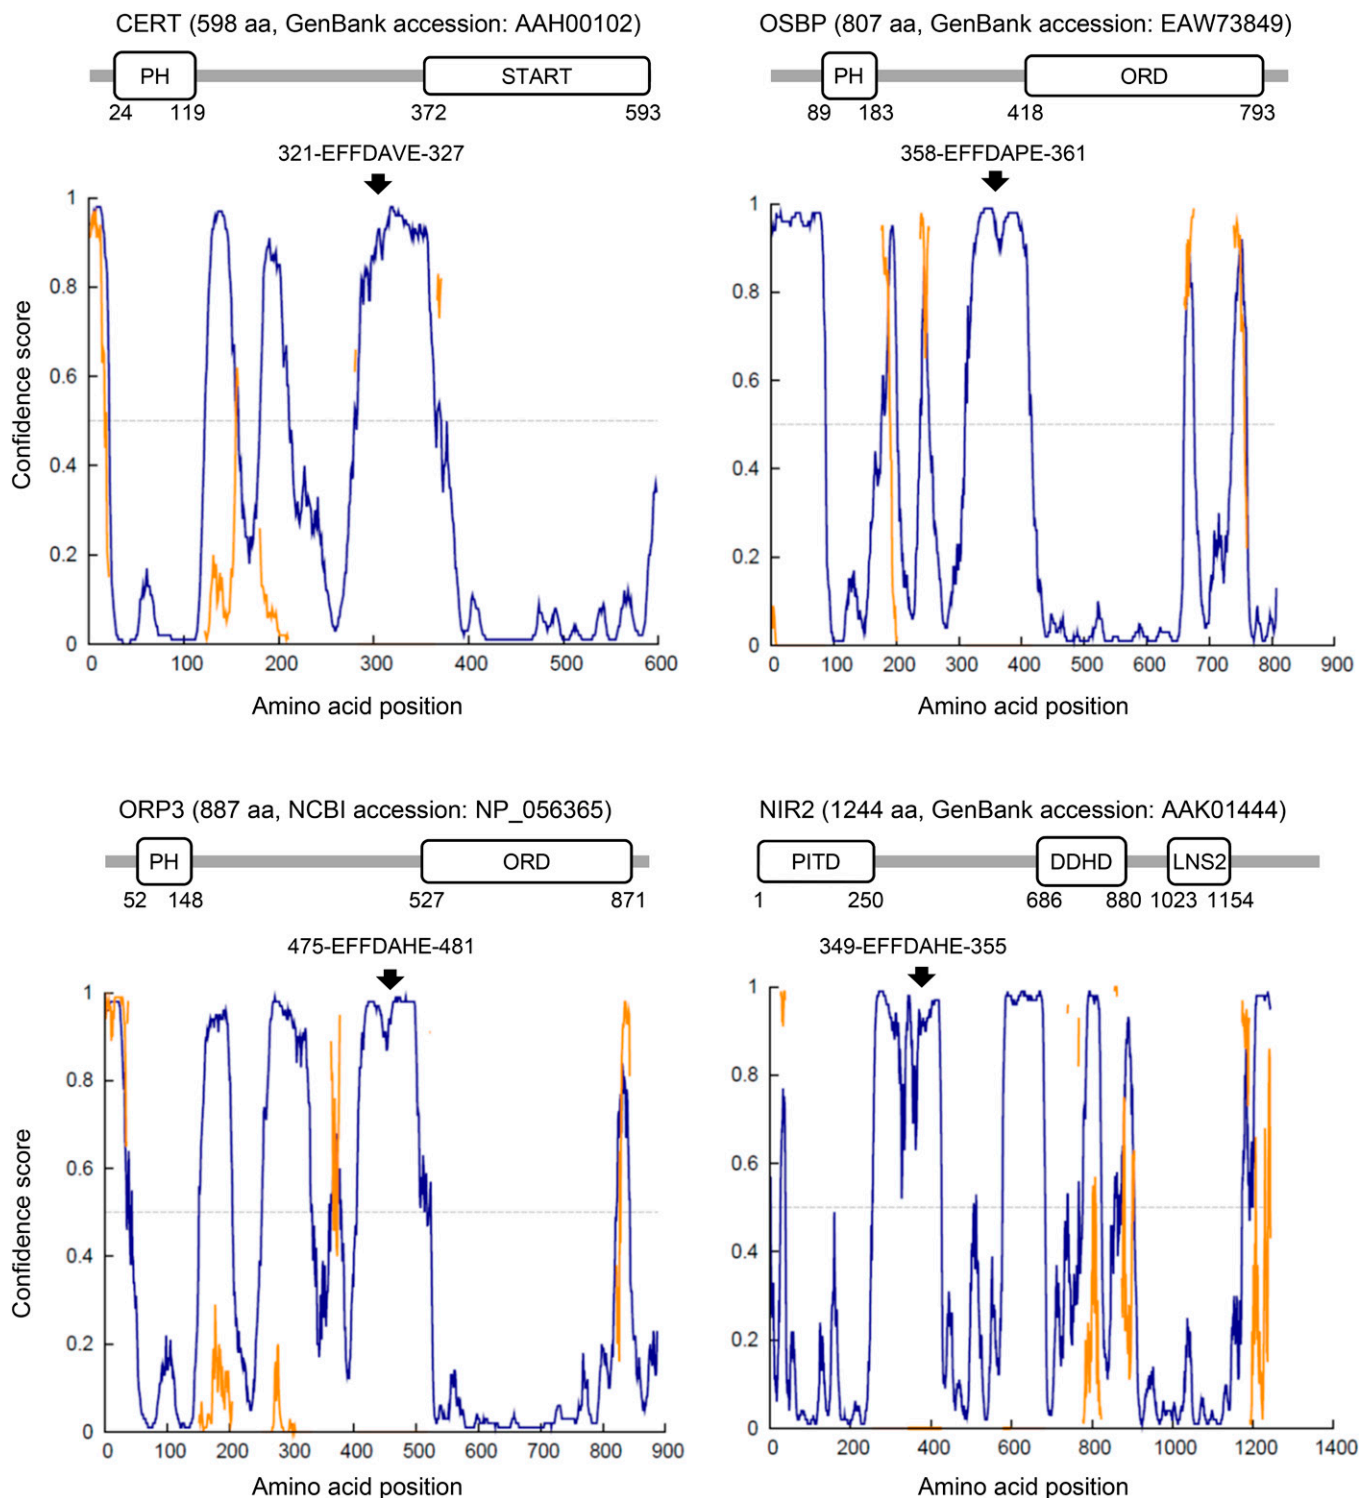 CERT (598 aa, GenBank accession: AAH00102)
PH
START
24 119 372 593
321-EFFDAVE-327
1
0.8
0.6
0.4
0.2
0
Confidence score
0 100 200 300 400 500 600
Amino acid position
OSBP (807 aa, GenBank accession: EAW73849)
PH
ORD
89 183 418 793
358-EFFDAPE-361
1
0.8
0.6
0.4
0.2
0
0 100 200 300 400 500 600 700 800 900
Amino acid position
ORP3 (887 aa, NCBI accession: NP_056365)
PH
ORD
52 148 527 871
475-EFFDAHE-481
1
0.8
0.6
0.4
0.2
0
Confidence score
0 100 200 300 400 500 600 700 800 900
Amino acid position
NIR2 (1244 aa, GenBank accession: AAK01444)
PITD
DDHD
LNS2
1 250 686 880 1023 1154
349-EFFDAHE-355
1
0.8
0.6
0.4
0.2
0
0 200 400 600 800 1000 1200 1400
Amino acid position